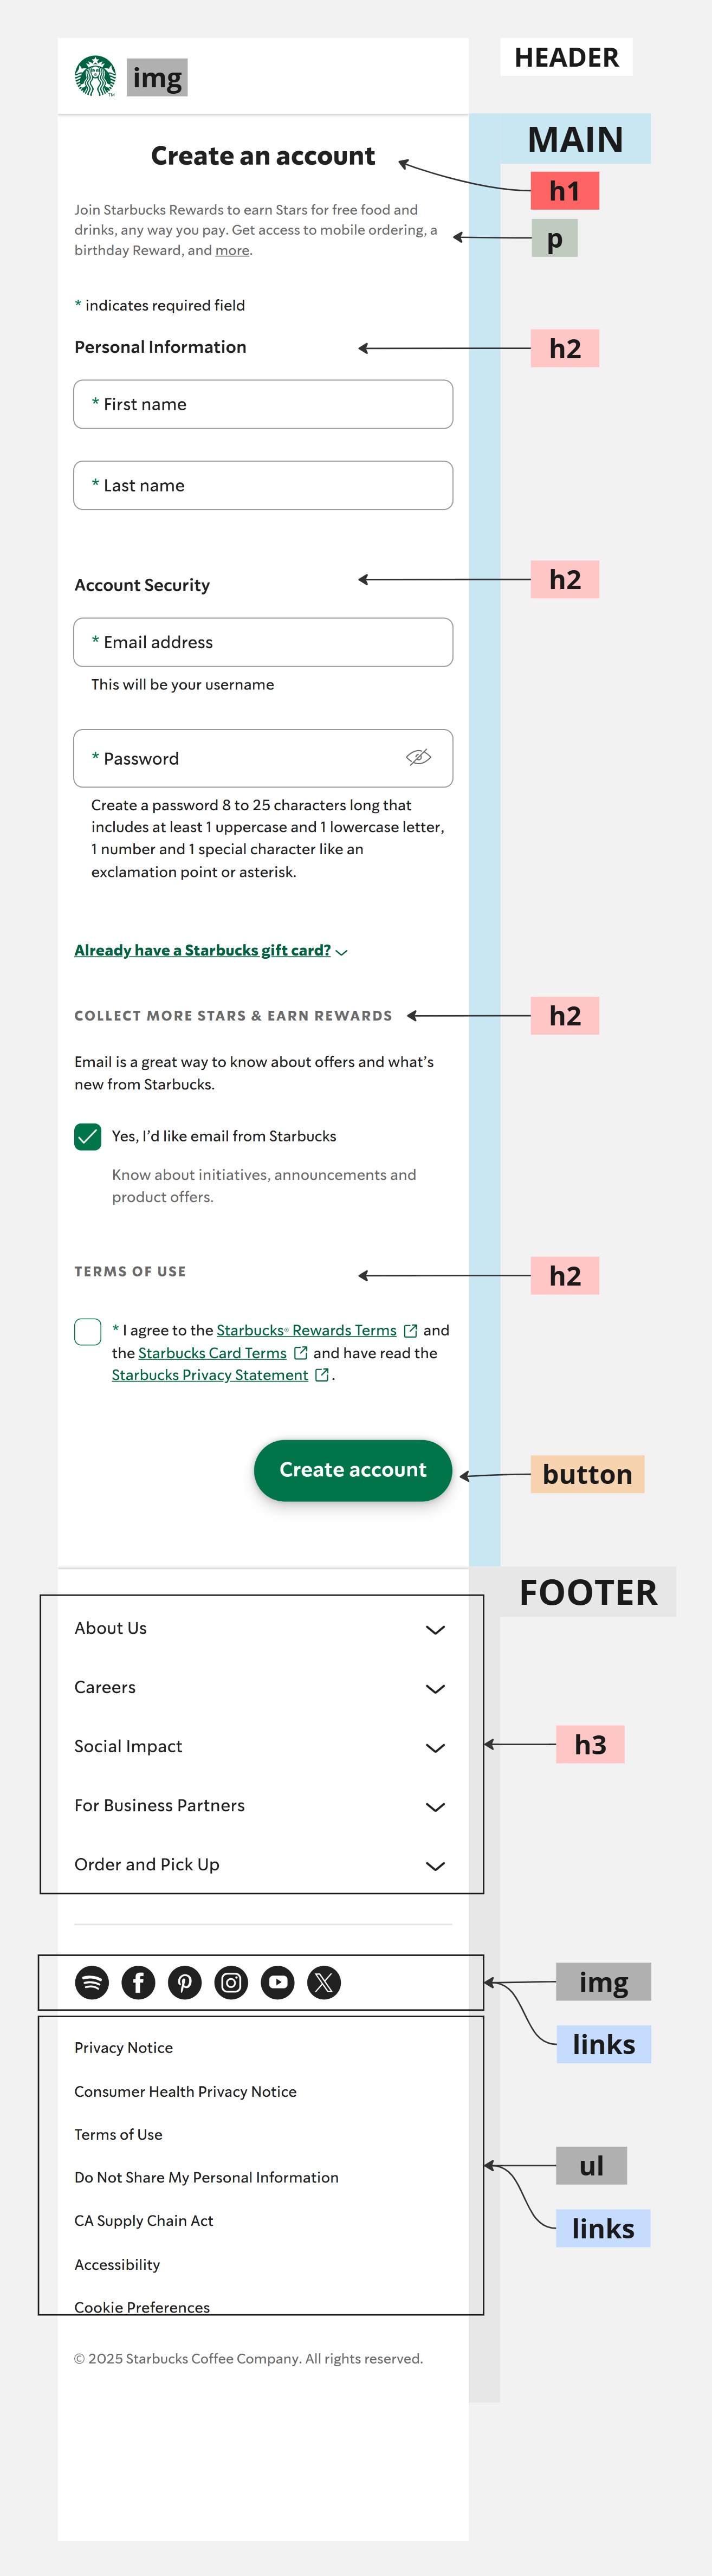 img
HEADER
MAIN
Create an account
h1
Join Starbucks Rewards to earn Stars for free food and
drinks, any way you pay. Get access to mobile ordering, a
birthday Reward, and more.
p
* indicates required field
Personal Information
h2
* First name
* Last name
Account Security
h2
* Email address
This will be your username
* Password
Create a password 8 to 25 characters long that
includes at least 1 uppercase and 1 lowercase letter,
1 number and 1 special character like an
exclamation point or asterisk.
Already have a Starbucks gift card?
COLLECT MORE STARS & EARN REWARDS
h2
Email is a great way to know about offers and what's
new from Starbucks.
Yes, I'd like email from Starbucks
Know about initiatives, announcements and
product offers.
TERMS OF USE
h2
* I agree to the Starbucks® Rewards Terms and
the Starbucks Card Terms and have read the
Starbucks Privacy Statement .
Create account
button
FOOTER
About Us
Careers
Social Impact
h3
For Business Partners
Order and Pick Up
img
links
Privacy Notice
Consumer Health Privacy Notice
Terms of Use
ul
Do Not Share My Personal Information
CA Supply Chain Act
links
Accessibility
Cookie Preferences
© 2025 Starbucks Coffee Company. All rights reserved.